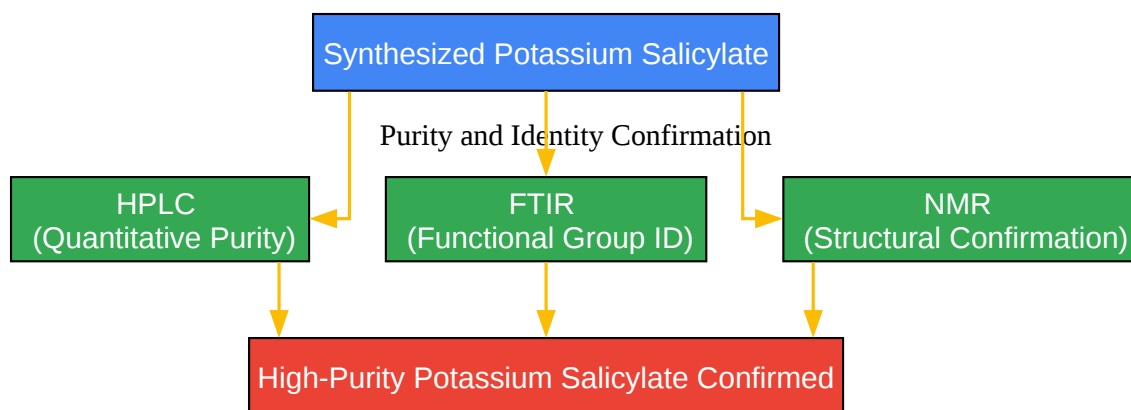 Synthesized Potassium Salicylate
Purity and Identity Confirmation
HPLC
(Quantitative Purity)
FTIR
(Functional Group ID)
NMR
(Structural Confirmation)
High-Purity Potassium Salicylate Confirmed